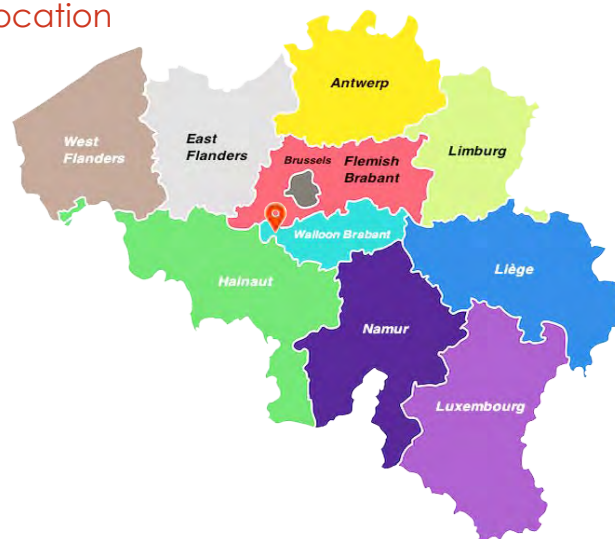 ocation
Antwerp
West
Flanders
East
Flanders
Brussels
Flemish
Brabant
Limburg
Walloon Brabant
Hainaut
Liège
Namur
Luxembourg